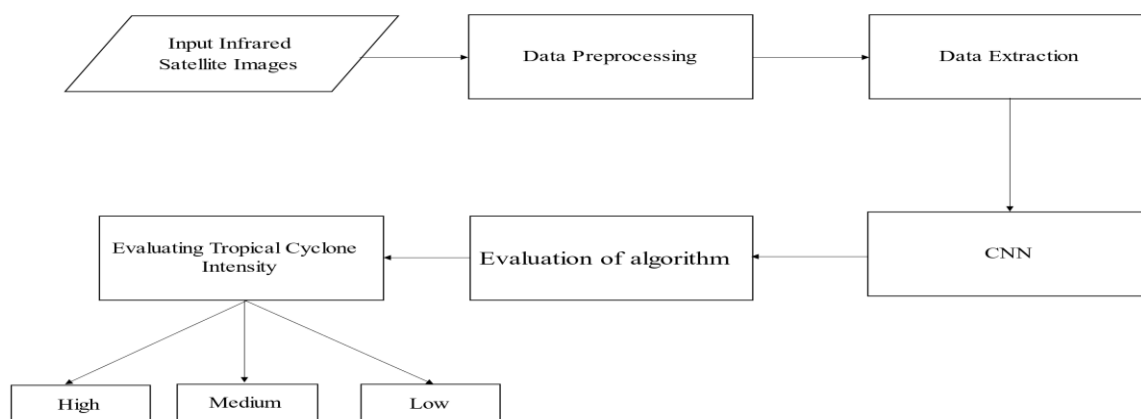 Input Infrared
Satellite Images
Data Preprocessing
Data Extraction
CNN
Evaluation of algorithm
Evaluating Tropical Cyclone
Intensity
High
Medium
Low